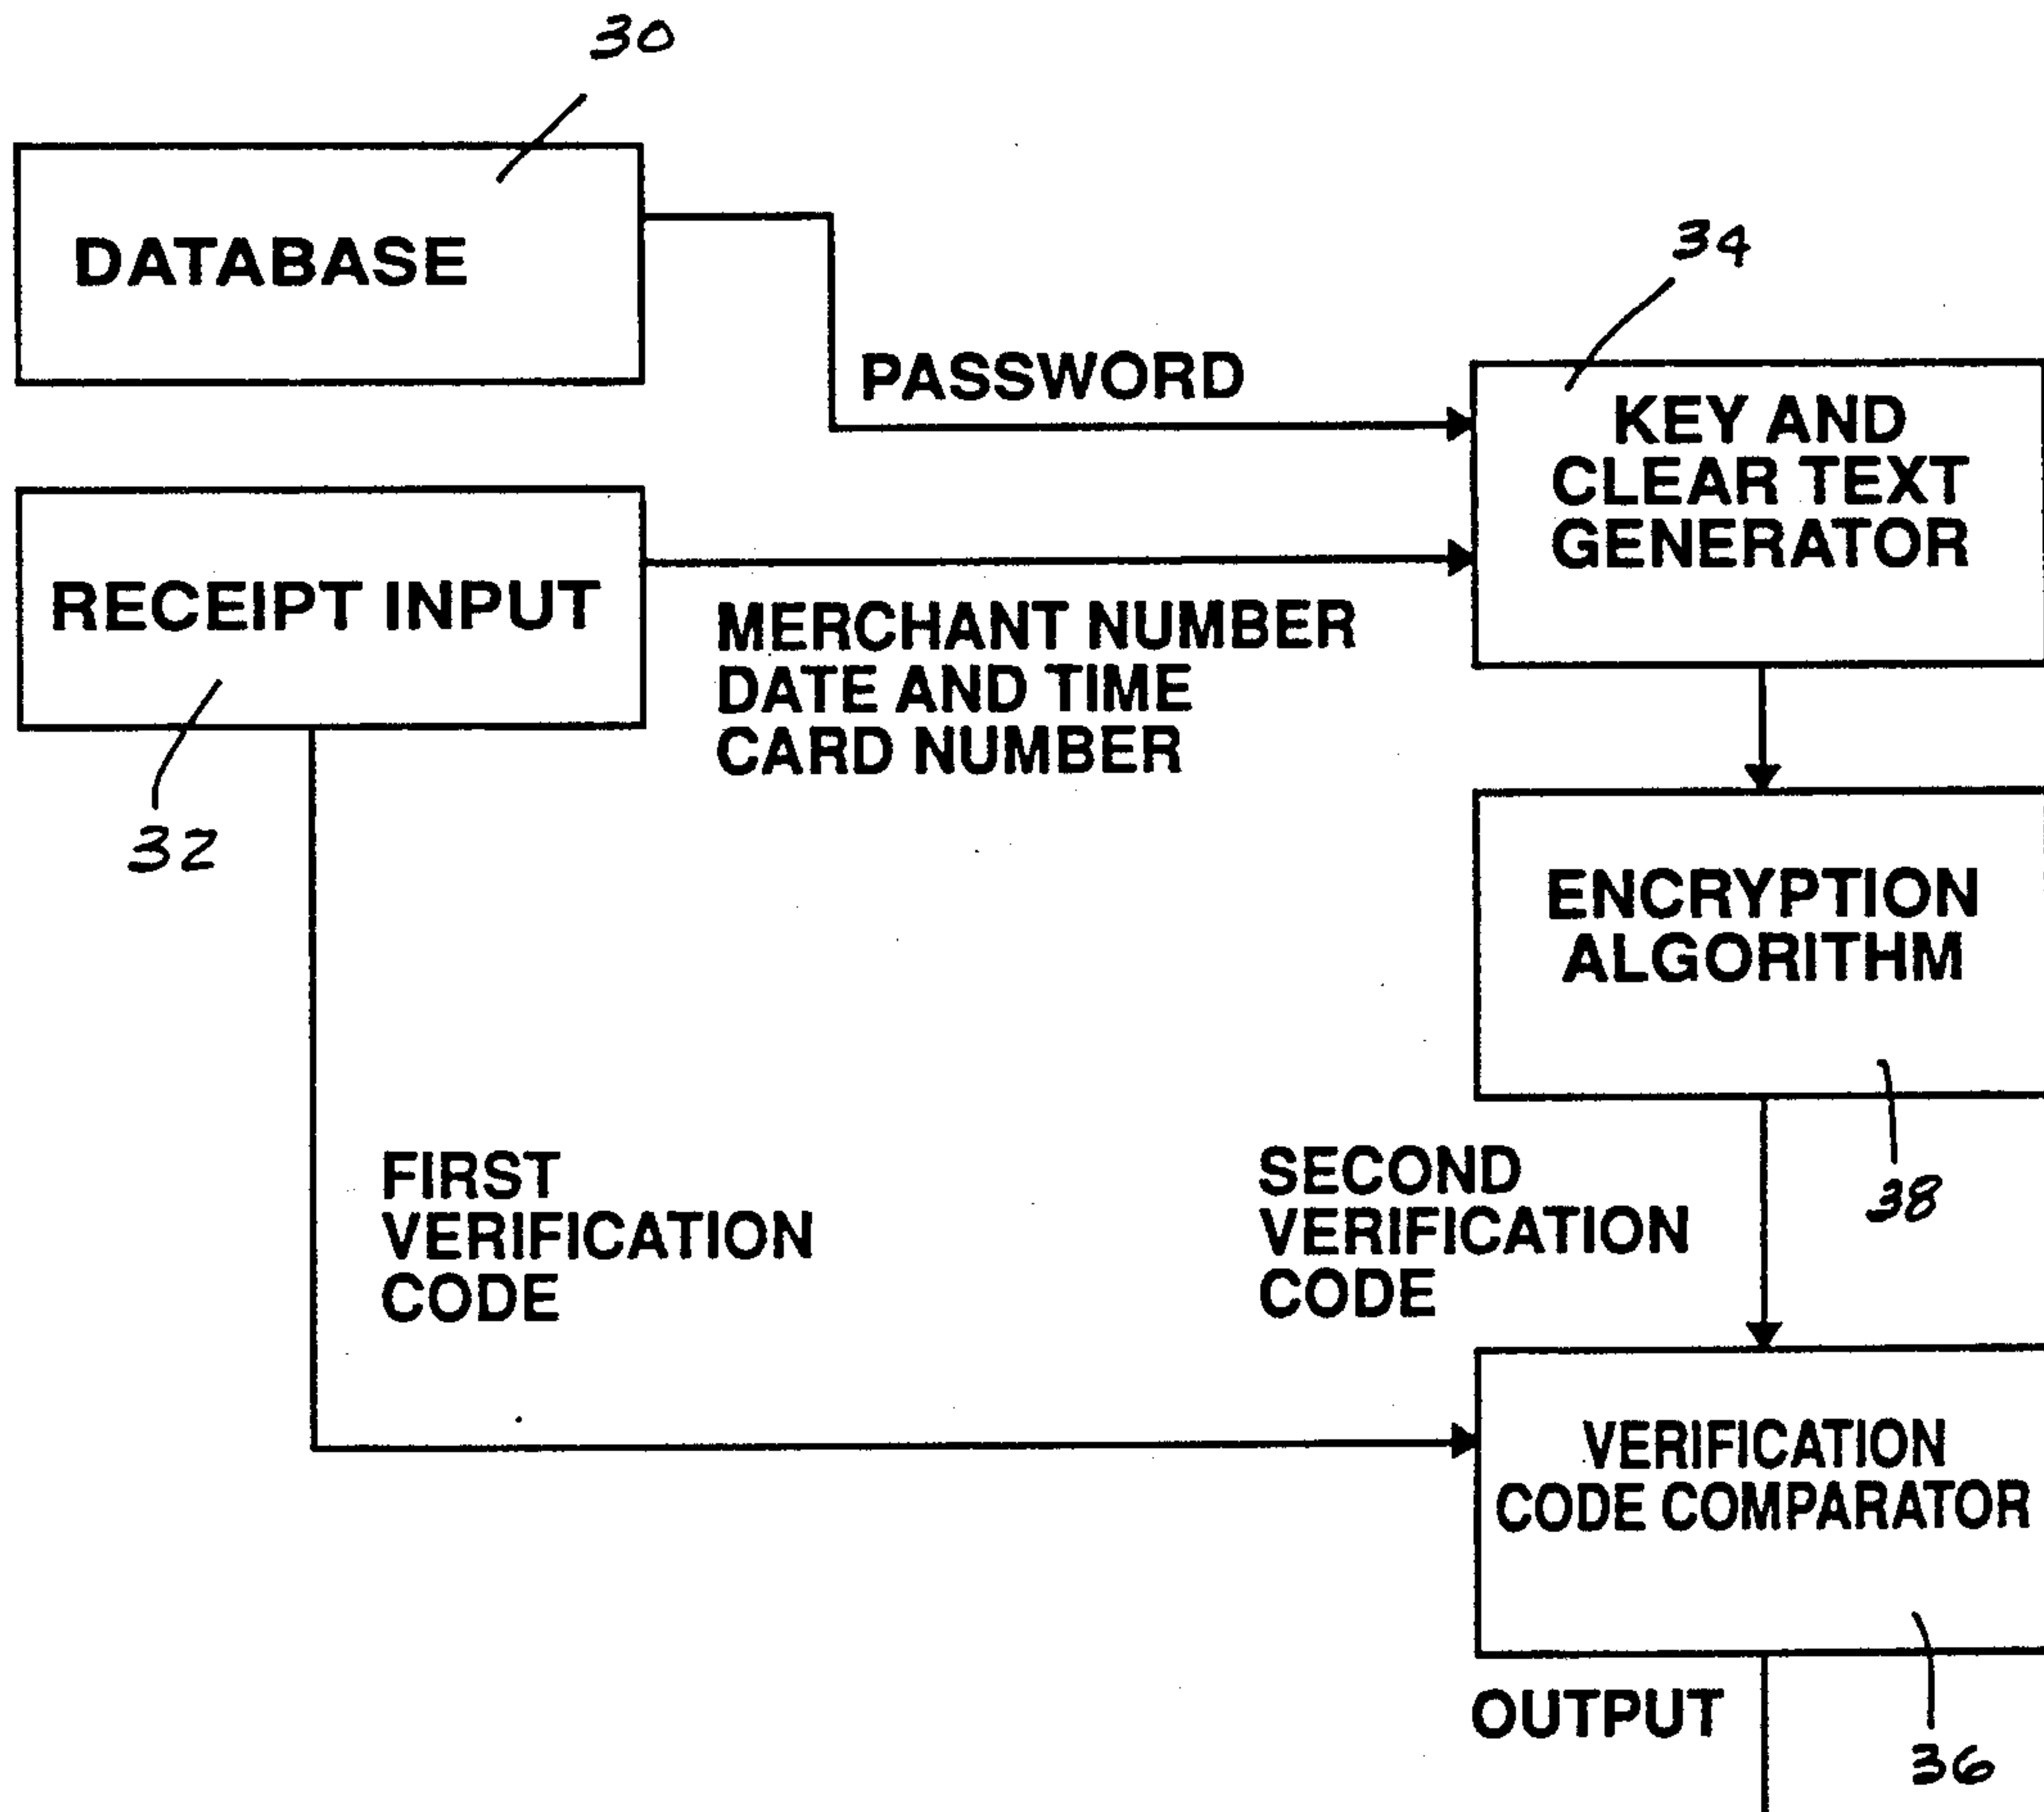 30
DATABASE
34
PASSWORD
KEY AND
CLEAR TEXT
GENERATOR
RECEIPT INPUT
MERCHANT NUMBER
DATE AND TIME
CARD NUMBER
32
ENCRYPTION
ALGORITHM
38
FIRST
VERIFICATION
CODE
SECOND
VERIFICATION
CODE
VERIFICATION
CODE COMPARATOR
OUTPUT
36